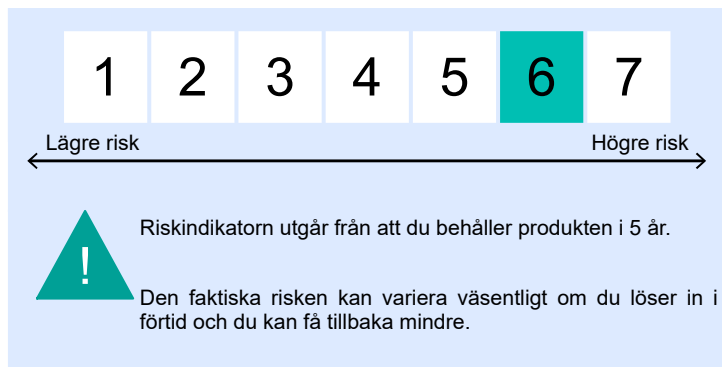 1 2 3 4 5 6 7
Lägre risk Högre risk
!
Riskindikatorn utgår från att du behåller produkten i 5 år.
Den faktiska risken kan variera väsentligt om du löser in i
förtid och du kan få tillbaka mindre.